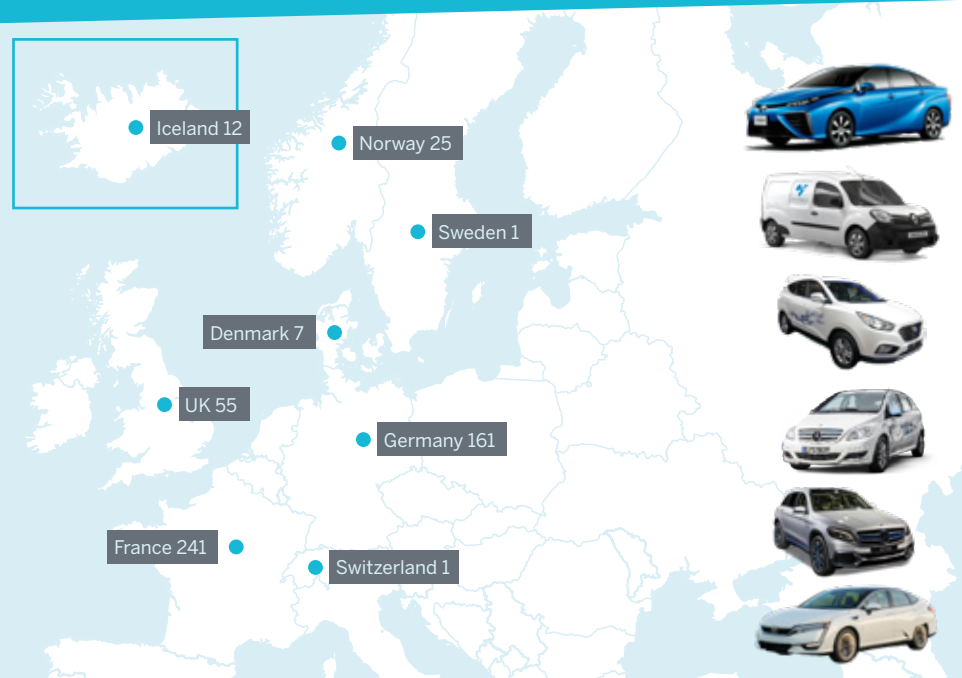 Iceland 12
Norway 25
Sweden 1
Denmark 7
UK 55
Germany 161
France 241
Switzerland 1